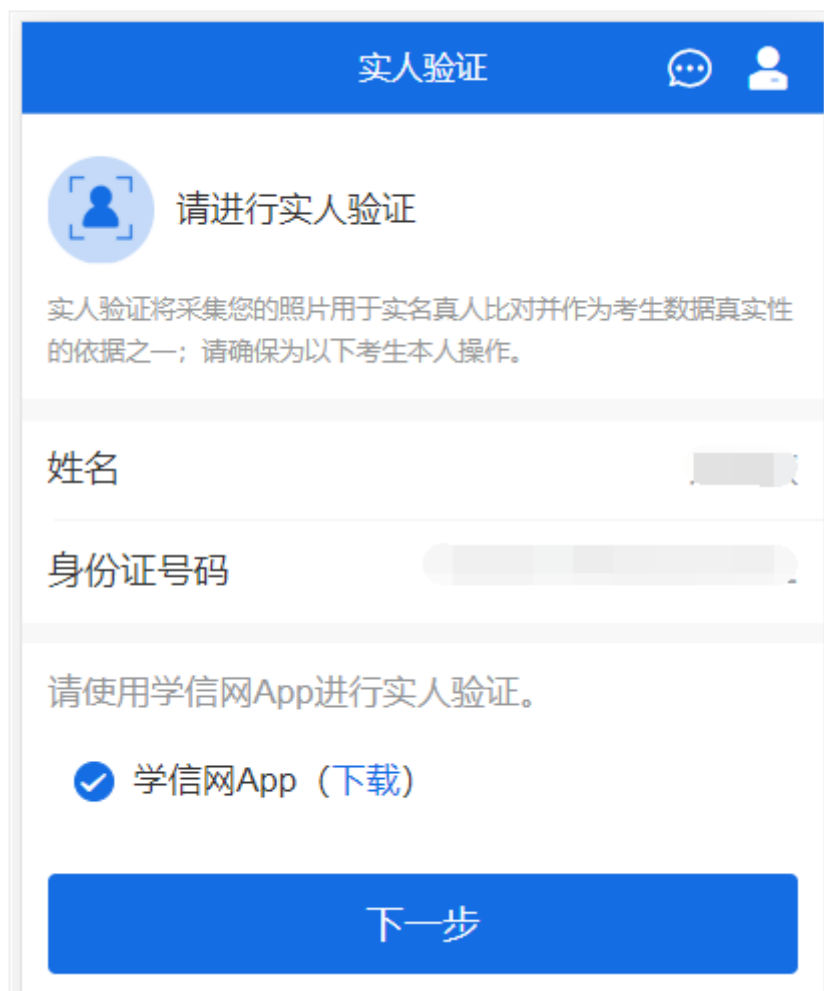 实人验证
请进行实人验证
实人验证将采集您的照片用于实名真人比对并作为考生数据真实性
的依据之一；请确保为以下考生本人操作。
姓名
身份证号码
请使用学信网App进行实人验证。
学信网App（下载）
下一步